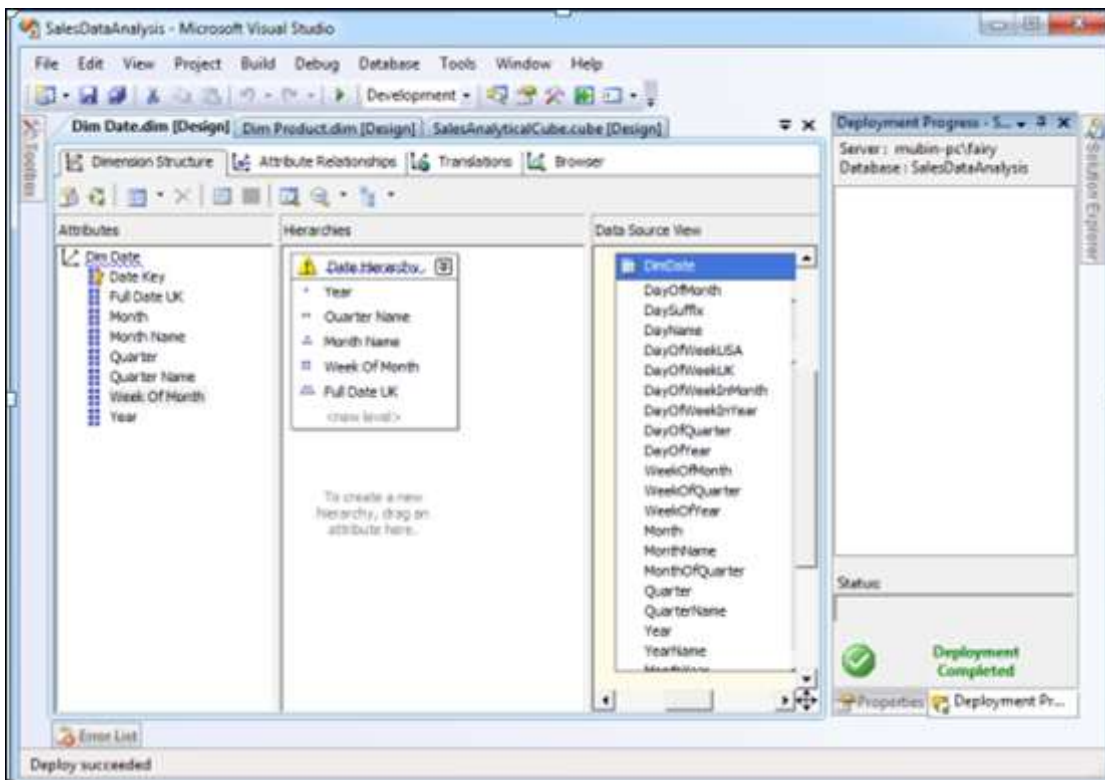 SalesDataAnalysis - Microsoft Visual Studio
File Edit View Project Build Debug Database Tools Window Help
Development
Dim Date.dim [Design] Dim Product.dim [Design] SalesAnalyticalCube.cube [Design]
Toolbox
Dimension Structure Attribute Relationships Translations Browser
Attributes
Dim Date
Date Key
Full Date UK
Month
Month Name
Quarter
Quarter Name
Week Of Month
Year
Hierarchies
Date Hierarchy..
Year
Quarter Name
Month Name
Week Of Month
Full Date UK
<new level>
To create a new
hierarchy, drag an
attribute here.
Data Source View
DimDate
DayOfMonth
DaySuffix
DayName
DayOfWeekUSA
DayOfWeekUK
DayOfWeekInMonth
DayOfWeekInYear
DayOfQuarter
DayOfYear
WeekOfMonth
WeekOfQuarter
WeekOfYear
Month
MonthName
MonthOfQuarter
Quarter
QuarterName
Year
YearName
MonthYear
Deployment Progress - S...
Server : mubin-pc\fairy
Database : SalesDataAnalysis
Status:
Deployment
Completed
Properties Deployment Pr...
Solution Explorer
Error List
Deploy succeeded